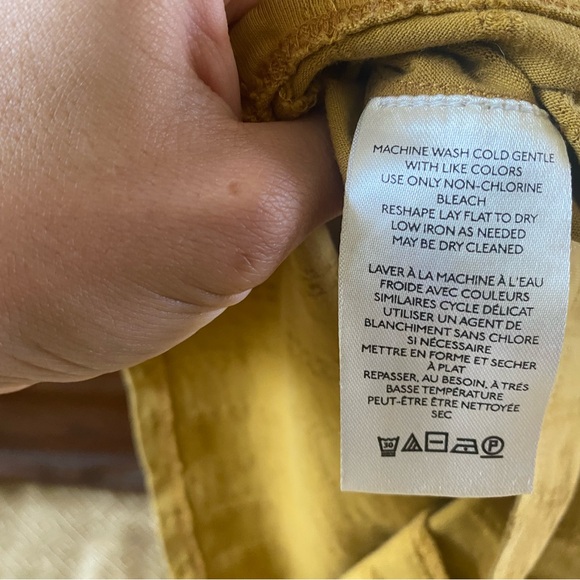 MACHINE WASH COLD GENTLE
WITH LIKE COLORS
USE ONLY NON-CHLORINE
BLEACH
RESHAPE LAY FLAT TO DRY
LOW IRON AS NEEDED
MAY BE DRY CLEANED
LAVER À LA MACHINE À L'EAU
FROIDE AVEC COULEURS
SIMILAIRES CYCLE DÉLICAT
UTILISER UN AGENT DE
BLANCHIMENT SANS CHLORE
SI NÉCESSAIRE
METTRE EN FORME ET SECHER
À PLAT
REPASSER, AU BESOIN, À TRÉS
BASSE TEMPÉRATURE
PEUT-ÊTRE ÊTRE NETTOYÉE
SEC
30 P